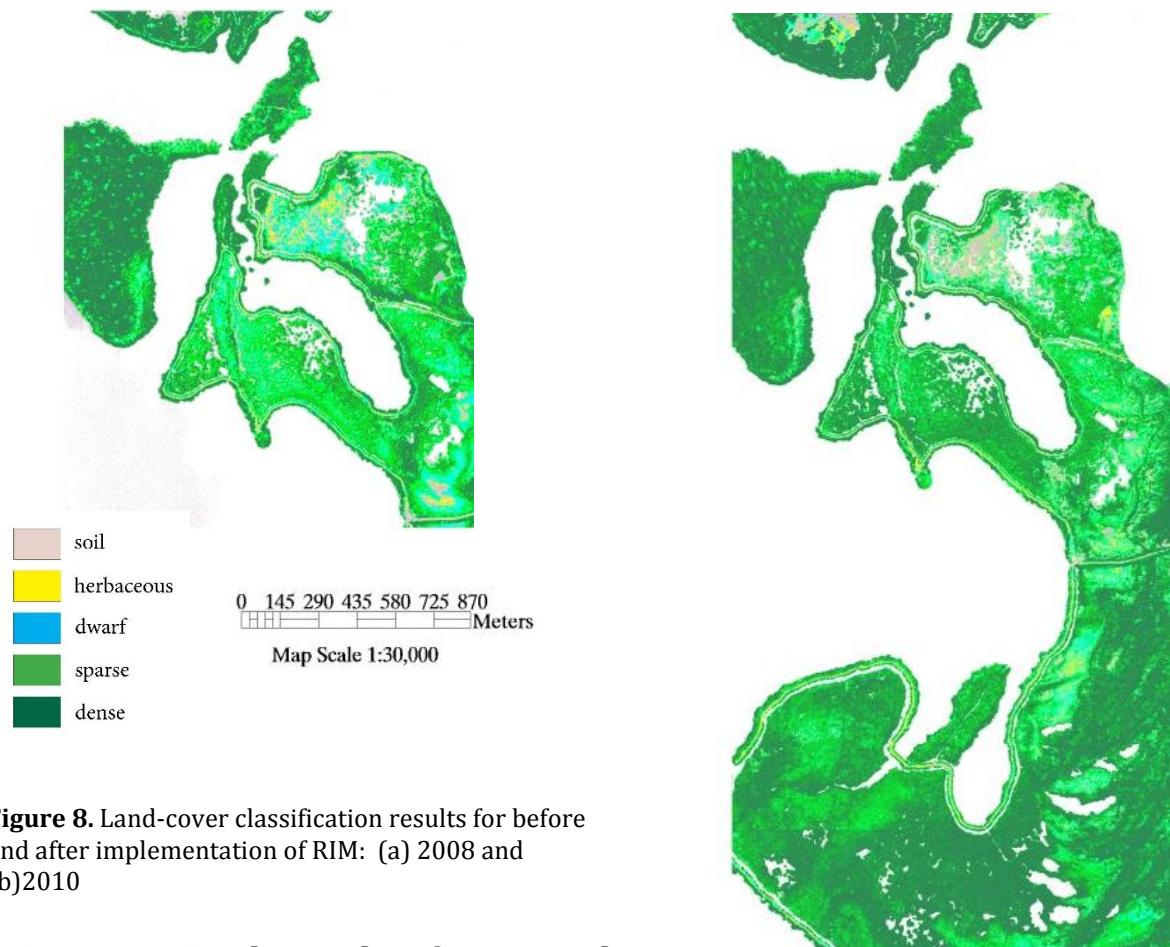 soil
herbaceous
dwarf
sparse
dense
0 145 290 435 580 725 870
Meters
Map Scale 1:30,000
igure 8. Land-cover classification results for before
nd after implementation of RIM: (a) 2008 and
b)2010